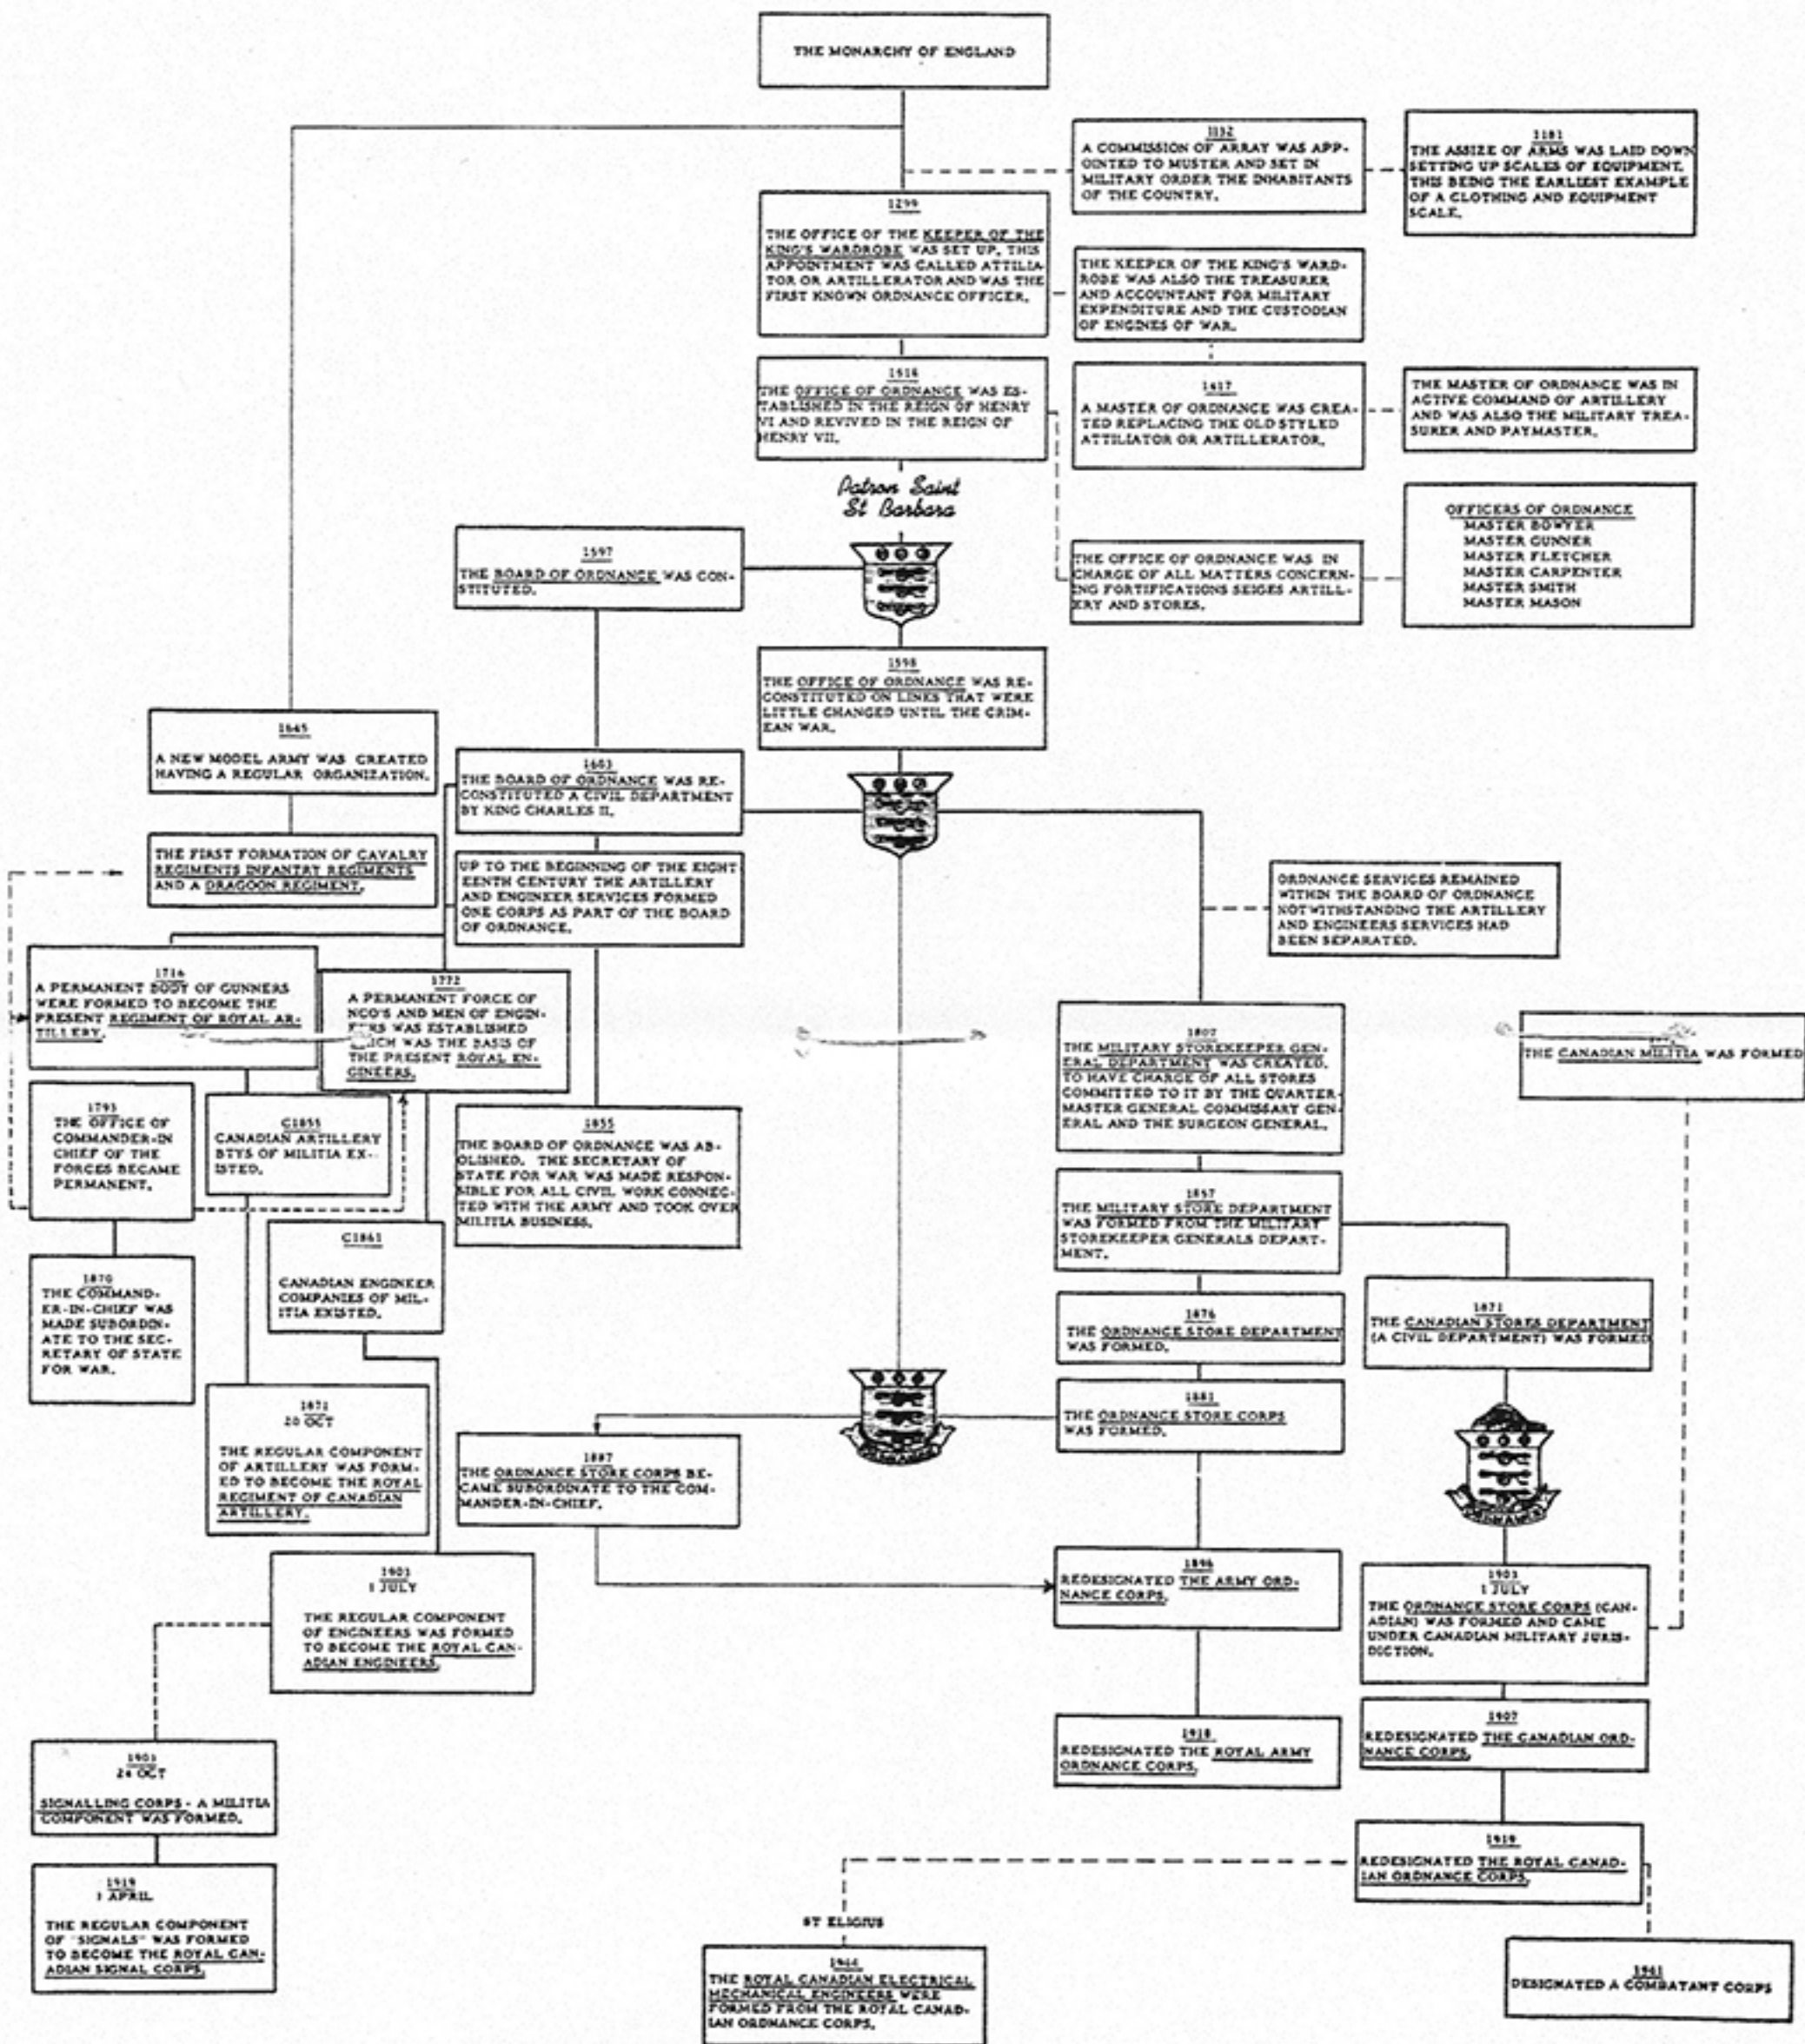 THE MONARCHY OF ENGLAND
1132
A COMMISSION OF ARRAY WAS APP-
OINTED TO MUSTER AND SET IN
MILITARY ORDER THE INHABITANTS
OF THE COUNTRY.
1181
THE ASSIZE OF ARMS WAS LAID DOWN
SETTING UP SCALES OF EQUIPMENT.
THIS BEING THE EARLIEST EXAMPLE
OF A CLOTHING AND EQUIPMENT
SCALE.
1299
THE OFFICE OF THE KEEPER OF THE
KING'S WARDROBE WAS SET UP. THIS
APPOINTMENT WAS CALLED ATTILIA-
TOR OR ARTILLERATOR AND WAS THE
FIRST KNOWN ORDNANCE OFFICER.
THE KEEPER OF THE KING'S WARD-
ROBE WAS ALSO THE TREASURER
AND ACCOUNTANT FOR MILITARY
EXPENDITURE AND THE CUSTODIAN
OF ENGINES OF WAR.
THE OFFICE OF ORDNANCE WAS ES-
TABLISHED IN THE REIGN OF HENRY
VI AND REVIVED IN THE REIGN OF
HENRY VII.
1417
A MASTER OF ORDNANCE WAS CREA-
TED REPLACING THE OLD STYLED
ATTILIATOR OR ARTILLERATOR.
THE MASTER OF ORDNANCE WAS IN
ACTIVE COMMAND OF ARTILLERY
AND WAS ALSO THE MILITARY TREA-
SURER AND PAYMASTER.
Patron Saint
St Barbara
OFFICERS OF ORDNANCE
MASTER BOWYER
MASTER GUNNER
MASTER FLETCHER
MASTER CARPENTER
MASTER SMITH
MASTER MASON
THE OFFICE OF ORDNANCE WAS IN
CHARGE OF ALL MATTERS CONCERN-
ING FORTIFICATIONS SEIGES ARTILL-
ERY AND STORES.
1597
THE BOARD OF ORDNANCE WAS CON-
STITUTED.
1598
THE OFFICE OF ORDNANCE WAS RE-
CONSTITUTED ON LINES THAT WERE
LITTLE CHANGED UNTIL THE CRIM-
EAN WAR.
1645
A NEW MODEL ARMY WAS CREATED
HAVING A REGULAR ORGANIZATION.
1683
THE BOARD OF ORDNANCE WAS RE-
CONSTITUTED A CIVIL DEPARTMENT
BY KING CHARLES II.
THE FIRST FORMATION OF CAVALRY
REGIMENTS INFANTRY REGIMENTS
AND A DRAGOON REGIMENT.
UP TO THE BEGINNING OF THE EIGHT
EENTH CENTURY THE ARTILLERY
AND ENGINEER SERVICES FORMED
ONE CORPS AS PART OF THE BOARD
OF ORDNANCE.
ORDNANCE SERVICES REMAINED
WITHIN THE BOARD OF ORDNANCE
NOTWITHSTANDING THE ARTILLERY
AND ENGINEERS SERVICES HAD
BEEN SEPARATED.
1716
A PERMANENT BODY OF GUNNERS
WERE FORMED TO BECOME THE
PRESENT REGIMENT OF ROYAL AR-
TILLERY.
1772
A PERMANENT FORCE OF
NCO'S AND MEN OF ENGIN-
EERS WAS ESTABLISHED
WHICH WAS THE BASIS OF
THE PRESENT ROYAL EN-
GINEERS.
1807
THE MILITARY STOREKEEPER GEN-
ERAL DEPARTMENT WAS CREATED.
TO HAVE CHARGE OF ALL STORES
COMMITTED TO IT BY THE QUARTER-
MASTER GENERAL COMMISSARY GEN-
ERAL AND THE SURGEON GENERAL.
THE CANADIAN MILITIA WAS FORMED
1793
THE OFFICE OF
COMMANDER-IN
CHIEF OF THE
FORCES BECAME
PERMANENT.
C1855
CANADIAN ARTILLERY
BTYS OF MILITIA EX-
ISTED.
1855
THE BOARD OF ORDNANCE WAS AB-
OLISHED. THE SECRETARY OF
STATE FOR WAR WAS MADE RESPON-
SIBLE FOR ALL CIVIL WORK CONNEC-
TED WITH THE ARMY AND TOOK OVER
MILITIA BUSINESS.
1857
THE MILITARY STORE DEPARTMENT
WAS FORMED FROM THE MILITARY
STOREKEEPER GENERALS DEPART-
MENT.
C1861
CANADIAN ENGINEER
COMPANIES OF MIL-
ITIA EXISTED.
1870
THE COMMAND-
ER-IN-CHIEF WAS
MADE SUBORDIN-
ATE TO THE SEC-
RETARY OF STATE
FOR WAR.
1876
THE ORDNANCE STORE DEPARTMENT
WAS FORMED.
1871
THE CANADIAN STORES DEPARTMENT
(A CIVIL DEPARTMENT) WAS FORMED
1871
20 OCT
THE REGULAR COMPONENT
OF ARTILLERY WAS FORM-
ED TO BECOME THE ROYAL
REGIMENT OF CANADIAN
ARTILLERY.
1881
THE ORDNANCE STORE CORPS
WAS FORMED.
1887
THE ORDNANCE STORE CORPS BE-
CAME SUBORDINATE TO THE COM-
MANDER-IN-CHIEF.
1896
REDESIGNATED THE ARMY ORD-
NANCE CORPS.
1903
1 JULY
THE REGULAR COMPONENT
OF ENGINEERS WAS FORMED
TO BECOME THE ROYAL CAN-
ADIAN ENGINEERS.
1903
1 JULY
THE ORDNANCE STORE CORPS (CAN-
ADIAN) WAS FORMED AND CAME
UNDER CANADIAN MILITARY JURIS-
DICTION.
1907
REDESIGNATED THE CANADIAN ORD-
NANCE CORPS.
1918
REDESIGNATED THE ROYAL ARMY
ORDNANCE CORPS.
1903
24 OCT
SIGNALLING CORPS - A MILITIA
COMPONENT WAS FORMED.
1919
REDESIGNATED THE ROYAL CANAD-
IAN ORDNANCE CORPS.
1919
1 APRIL
THE REGULAR COMPONENT
OF "SIGNALS" WAS FORMED
TO BECOME THE ROYAL CAN-
ADIAN SIGNAL CORPS.
ST ELIGIUS
1944
THE ROYAL CANADIAN ELECTRICAL
MECHANICAL ENGINEERS WERE
FORMED FROM THE ROYAL CANAD-
IAN ORDNANCE CORPS.
1941
DESIGNATED A COMBATANT CORPS